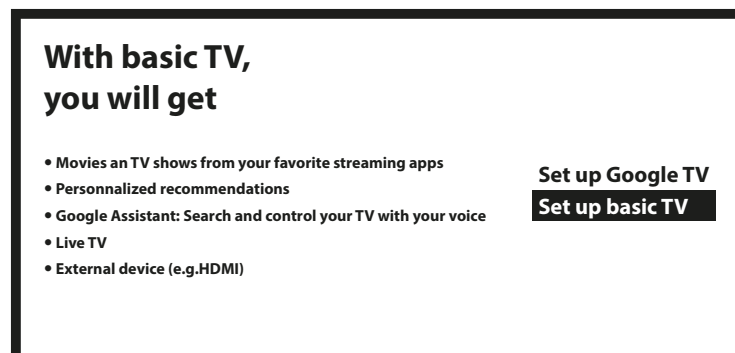 With basic TV,
you will get
• Movies an TV shows from your favorite streaming apps
• Personnalized recommendations
• Google Assistant: Search and control your TV with your voice
• Live TV
• External device (e.g.HDMI)
Set up Google TV
Set up basic TV